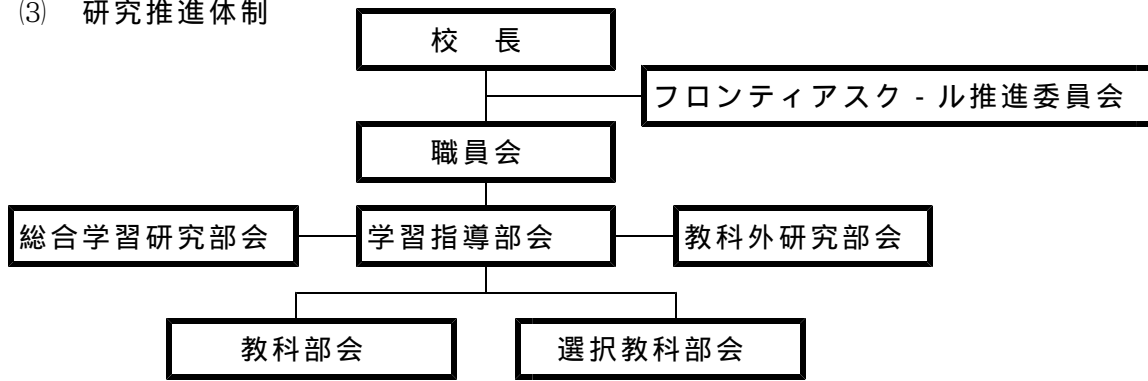 ⑶　研究推進体制
校　長
フロンティアスク‐ル推進委員会
職員会
総合学習研究部会
学習指導部会
教科外研究部会
教科部会
選択教科部会